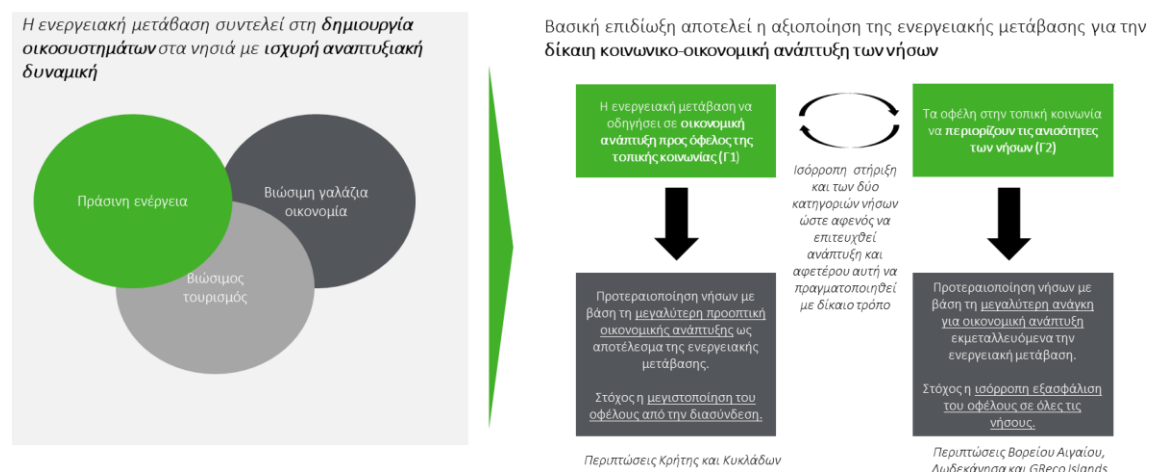 Η ενεργειακή μετάβαση συντελεί στη δημιουργία
οικοσυστημάτων στα νησιά με ισχυρή αναπτυξιακή
δυναμική
Πράσινη ενέργεια
Βιώσιμη γαλάζια
οικονομία
Βιώσιμος
τουρισμός
Βασική επιδίωξη αποτελεί η αξιοποίηση της ενεργειακής μετάβασης για την
δίκαιη κοινωνικο-οικονομική ανάπτυξη των νήσων
Η ενεργειακή μετάβαση να
οδηγήσει σε οικονομική
ανάπτυξη προς όφελος της
τοπικής κοινωνίας (Γ1)
Ισόρροπη στήριξη
και των δύο
κατηγοριών νήσων
ώστε αφενός να
επιτευχθεί
ανάπτυξη και
αφετέρου αυτή να
πραγματοποιηθεί
με δίκαιο τρόπο
Τα οφέλη στην τοπική κοινωνία
να περιορίζουν τις ανισότητες
των νήσων (Γ2)
Προτεραιοποίηση νήσων με
βάση τη μεγαλύτερη προοπτική
οικονομικής ανάπτυξης ως
αποτέλεσμα της ενεργειακής
μετάβασης.
Στόχος η μεγιστοποίηση του
οφέλους από την διασύνδεση.
Περιπτώσεις Κρήτης και Κυκλάδων
Προτεραιοποίηση νήσων με
βάση τη μεγαλύτερη ανάγκη
για οικονομική ανάπτυξη
εκμεταλλευόμενα την
ενεργειακή μετάβαση.
Στόχος η ισόρροπη εξασφάλιση
του οφέλους σε όλες τις
νήσους.
Περιπτώσεις Βορείου Αιγαίου,
Δωδεκάνησα και GReco Islands